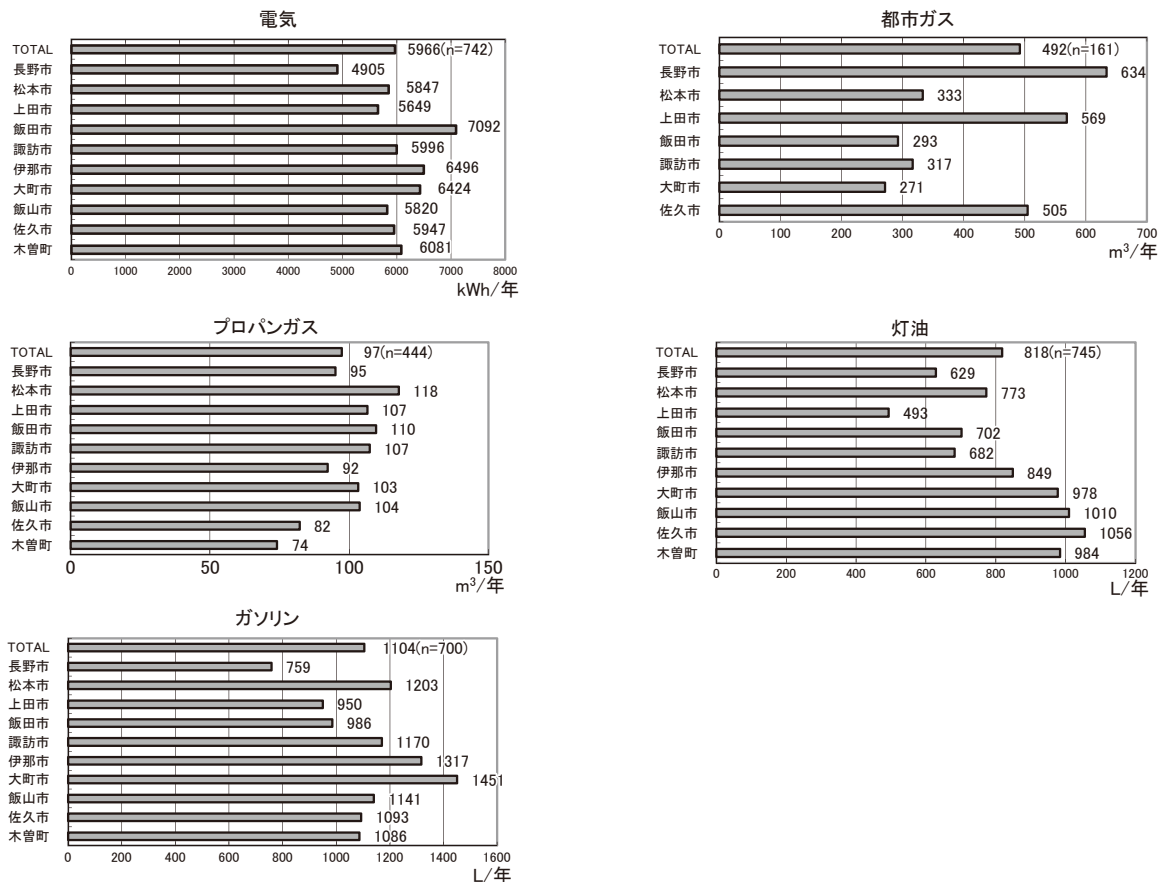 電気
TOTAL 5966(n=742)
長野市 4905
松本市 5847
上田市 5649
飯田市 7092
諏訪市 5996
伊那市 6496
大町市 6424
飯山市 5820
佐久市 5947
木曽町 6081
0 1000 2000 3000 4000 5000 6000 7000 8000
kWh/年
都市ガス
TOTAL 492(n=161)
長野市 634
松本市 333
上田市 569
飯田市 293
諏訪市 317
大町市 271
佐久市 505
0 100 200 300 400 500 600 700
m³/年
プロパンガス
TOTAL 97(n=444)
長野市 95
松本市 118
上田市 107
飯田市 110
諏訪市 107
伊那市 92
大町市 103
飯山市 104
佐久市 82
木曽町 74
0 50 100 150
m³/年
灯油
TOTAL 818(n=745)
長野市 629
松本市 773
上田市 493
飯田市 702
諏訪市 682
伊那市 849
大町市 978
飯山市 1010
佐久市 1056
木曽町 984
0 200 400 600 800 1000 1200
L/年
ガソリン
TOTAL 1104(n=700)
長野市 759
松本市 1203
上田市 950
飯田市 986
諏訪市 1170
伊那市 1317
大町市 1451
飯山市 1141
佐久市 1093
木曽町 1086
0 200 400 600 800 1000 1200 1400 1600
L/年